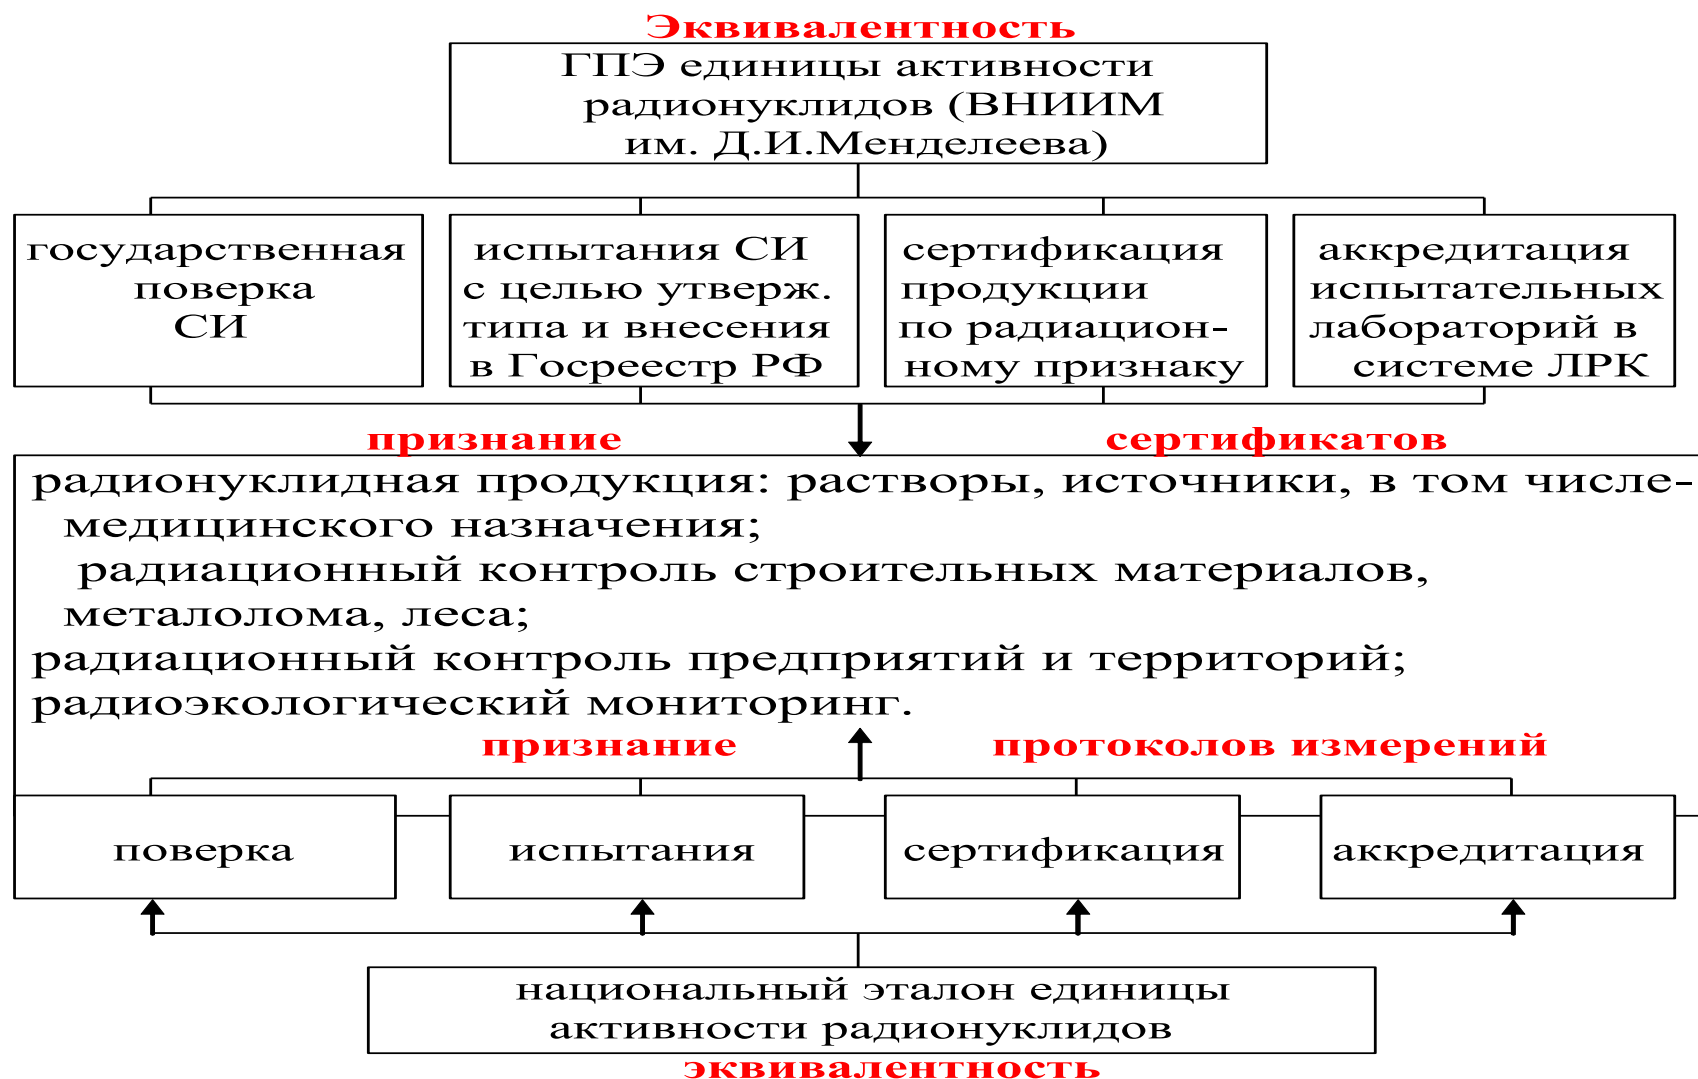 Эквивалентность
ГПЭ единицы активности
радионуклидов (ВНИИМ
им. Д.И.Менделеева)
государственная
поверка
СИ
испытания СИ
с целью утверж.
типа и внесения
в Госреестр РФ
сертификация
продукции
по радиацион-
ному признаку
аккредитация
испытательных
лабораторий в
системе ЛРК
признание сертификатов
радионуклидная продукция: растворы, источники, в том числе-
медицинского назначения;
радиационный контроль строительных материалов,
металолома, леса;
радиационный контроль предприятий и территорий;
радиоэкологический мониторинг.
признание протоколов измерений
поверка
испытания
сертификация
аккредитация
национальный эталон единицы
активности радионуклидов
эквивалентность